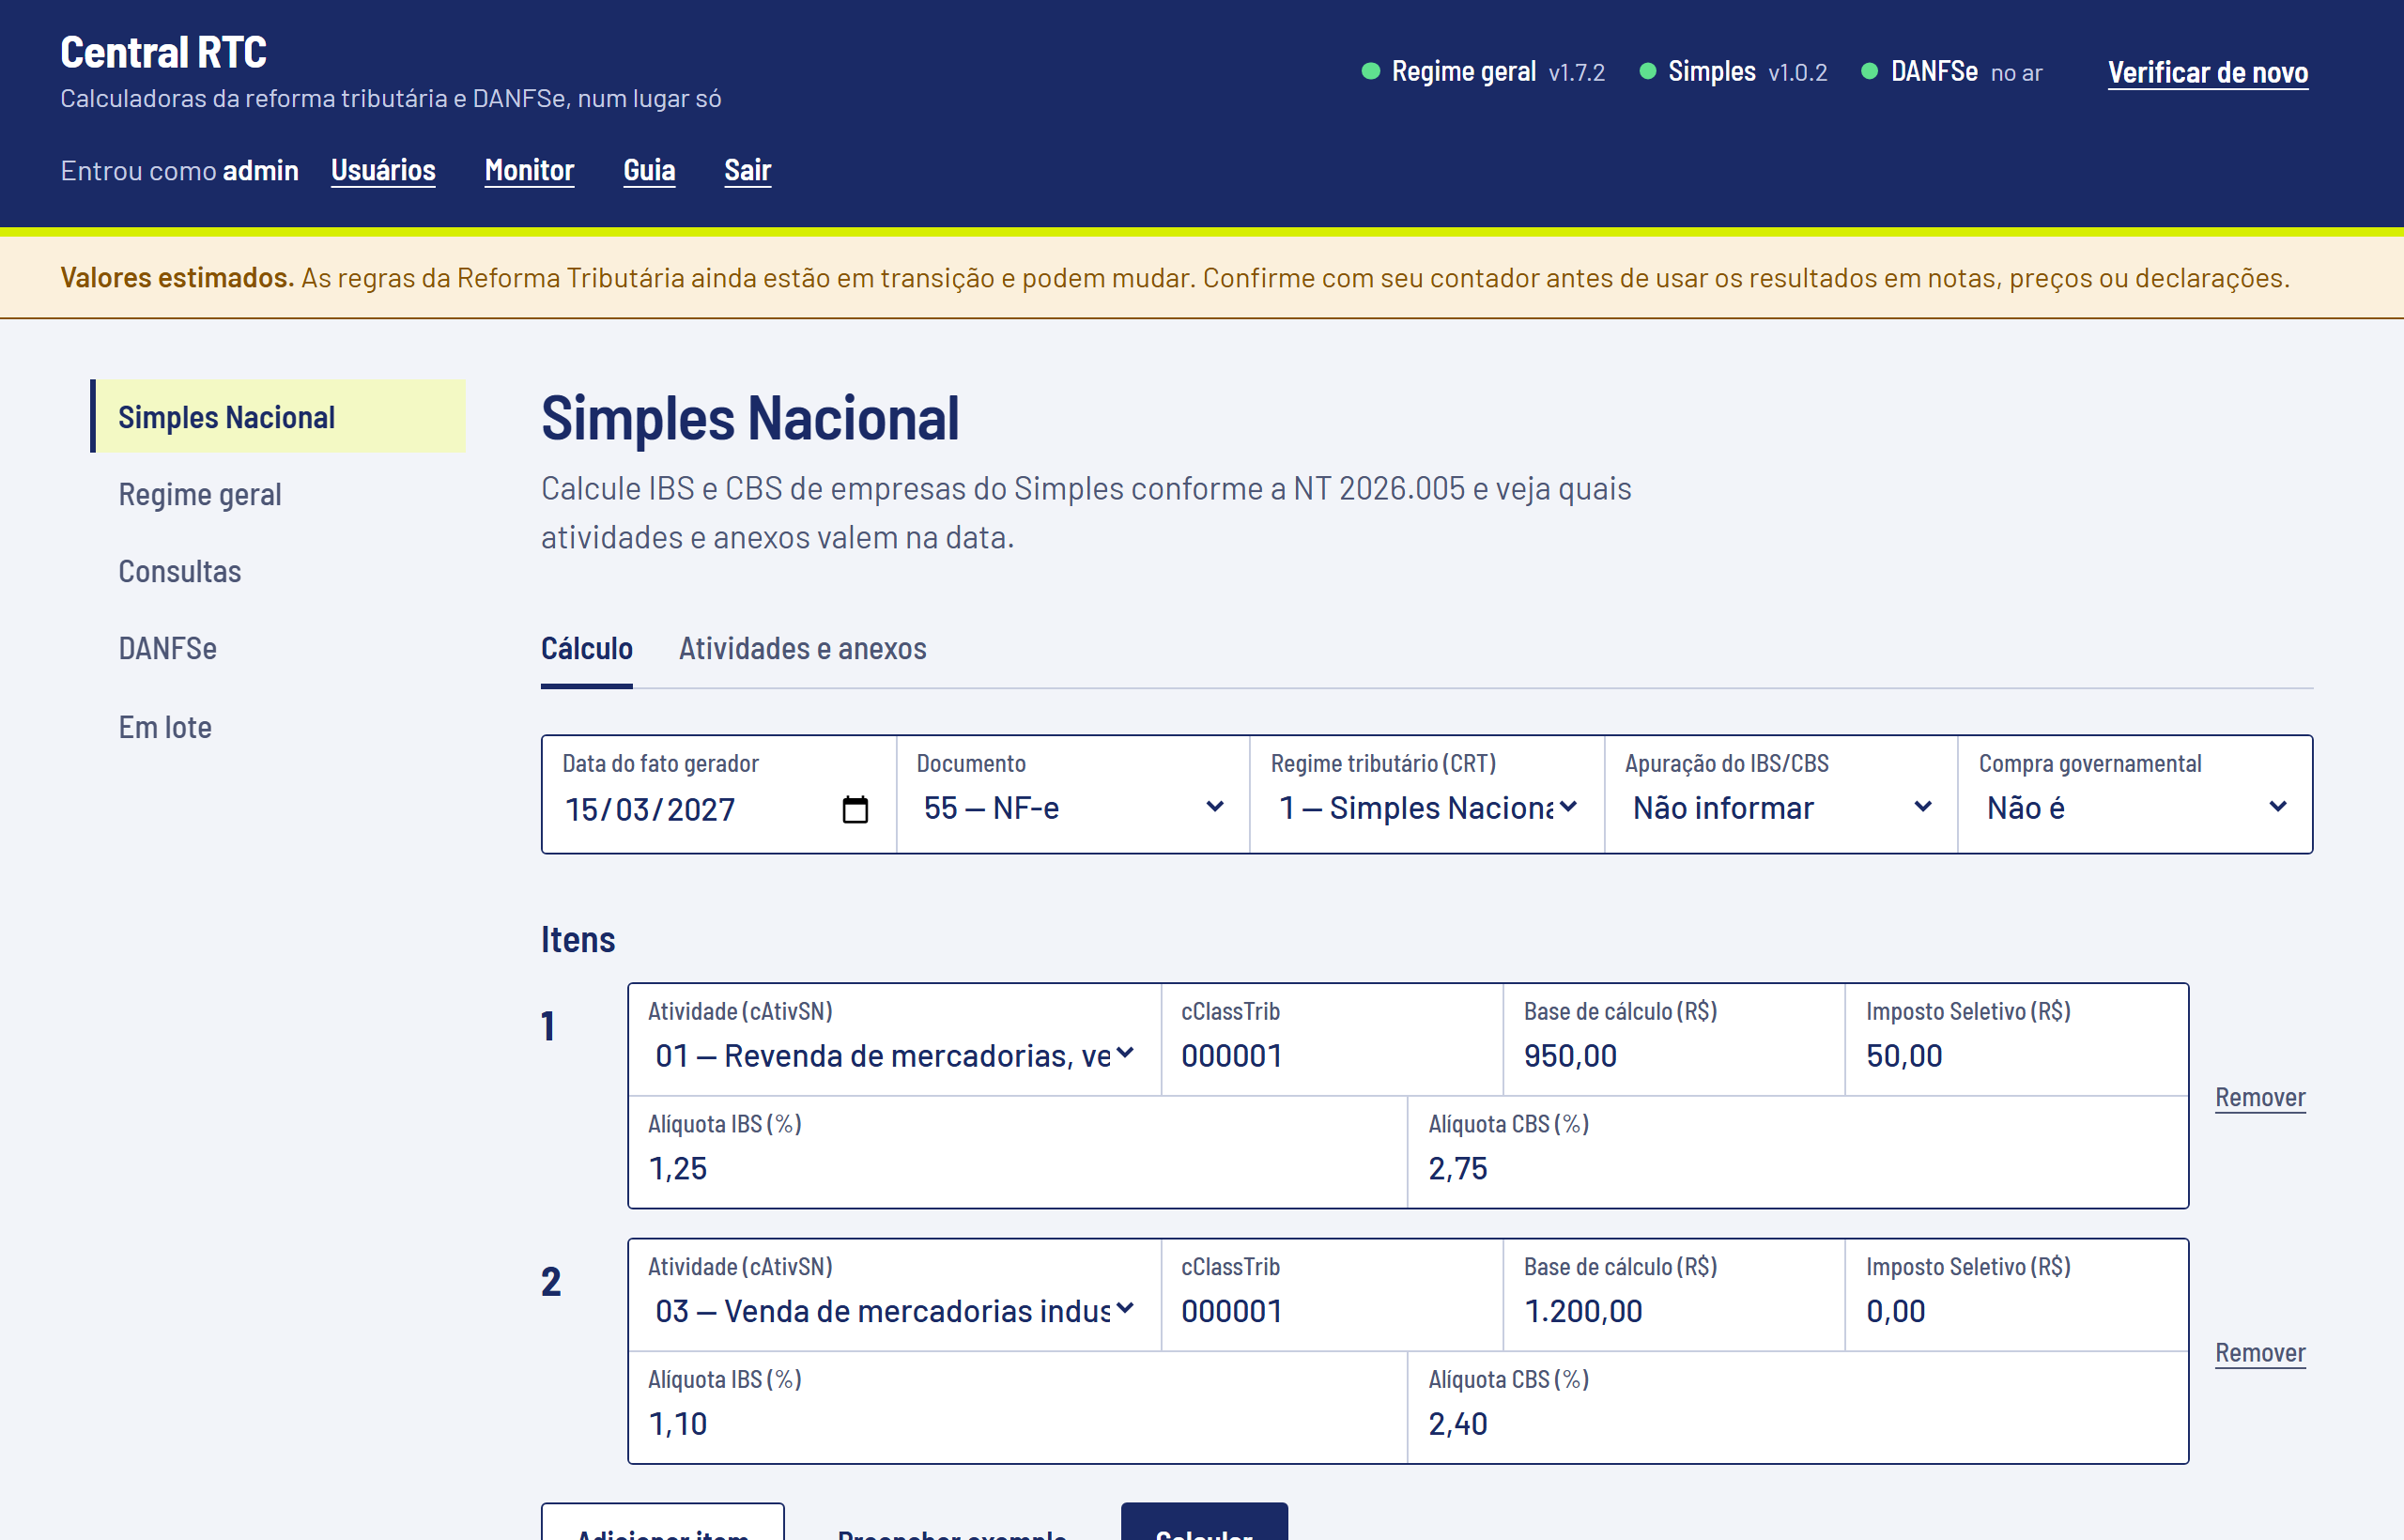 Central RTC
Calculadoras da reforma tributária e DANFSe, num lugar só
Regime geral v1.7.2 Simples v1.0.2 DANFSe no ar Verificar de novo
Entrou como admin Usuários Monitor Guia Sair
Valores estimados. As regras da Reforma Tributária ainda estão em transição e podem mudar. Confirme com seu contador antes de usar os resultados em notas, preços ou declarações.
Simples Nacional
Regime geral
Consultas
DANFSe
Em lote
Simples Nacional
Calcule IBS e CBS de empresas do Simples conforme a NT 2026.005 e veja quais
atividades e anexos valem na data.
Cálculo Atividades e anexos
Data do fato gerador Documento Regime tributário (CRT) Apuração do IBS/CBS Compra governamental
15/03/2027 55 – NF-e 1 – Simples Naciona Não informar Não é
Itens
1
Atividade (cAtivSN) cClassTrib Base de cálculo (R$) Imposto Seletivo (R$)
01 – Revenda de mercadorias, ve 000001 950,00 50,00
Remover
Alíquota IBS (%) Alíquota CBS (%)
1,25 2,75
2
Atividade (cAtivSN) cClassTrib Base de cálculo (R$) Imposto Seletivo (R$)
03 – Venda de mercadorias indus 000001 1.200,00 0,00
Remover
Alíquota IBS (%) Alíquota CBS (%)
1,10 2,40
Adicionar item Preencher exemplo Calcular